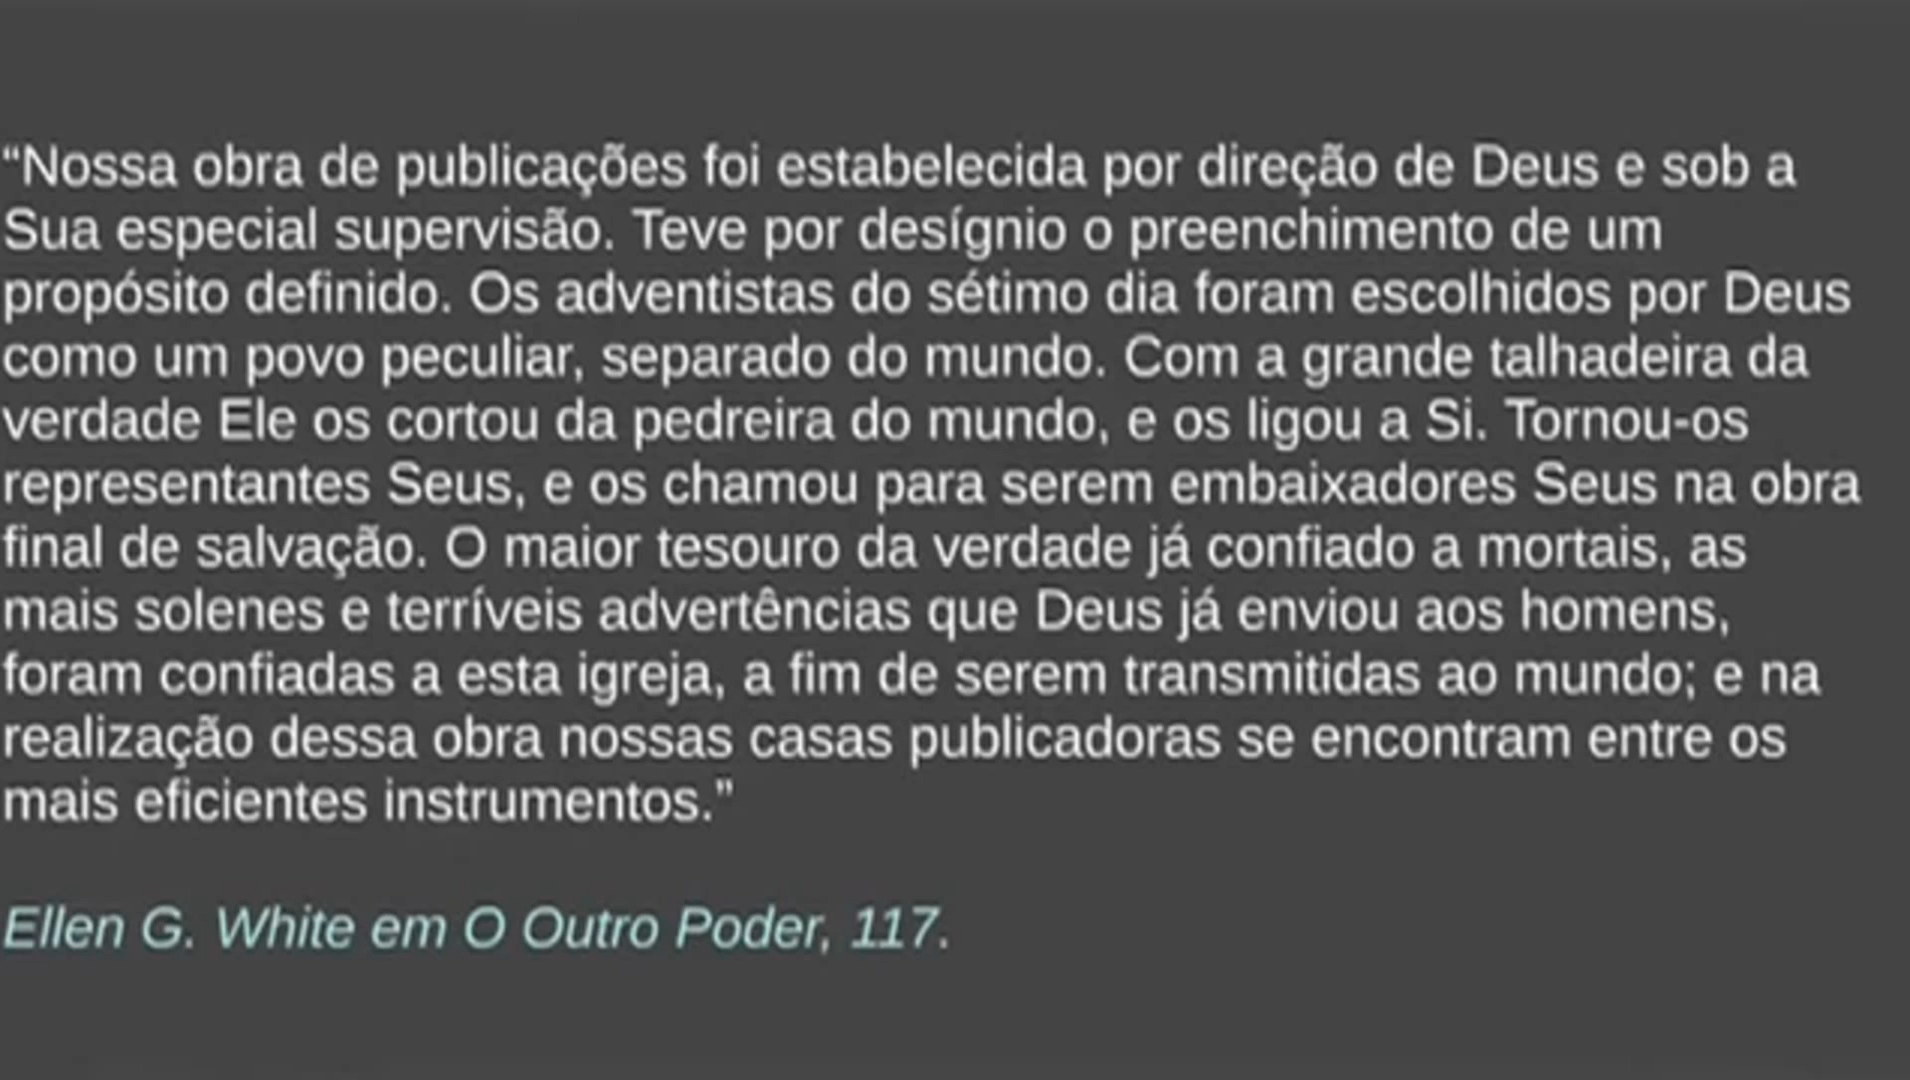 “Nossa obra de publicações foi estabelecida por direção de Deus e sob a
Sua especial supervisão. Teve por desígnio o preenchimento de um
propósito definido. Os adventistas do sétimo dia foram escolhidos por Deus
como um povo peculiar, separado do mundo. Com a grande talhadeira da
verdade Ele os cortou da pedreira do mundo, e os ligou a Si. Tornou-os
representantes Seus, e os chamou para serem embaixadores Seus na obra
final de salvação. O maior tesouro da verdade já confiado a mortais, as
mais solenes e terríveis advertências que Deus já enviou aos homens,
foram confiadas a esta igreja, a fim de serem transmitidas ao mundo; e na
realização dessa obra nossas casas publicadoras se encontram entre os
mais eficientes instrumentos.”
Ellen G. White em O Outro Poder, 117.